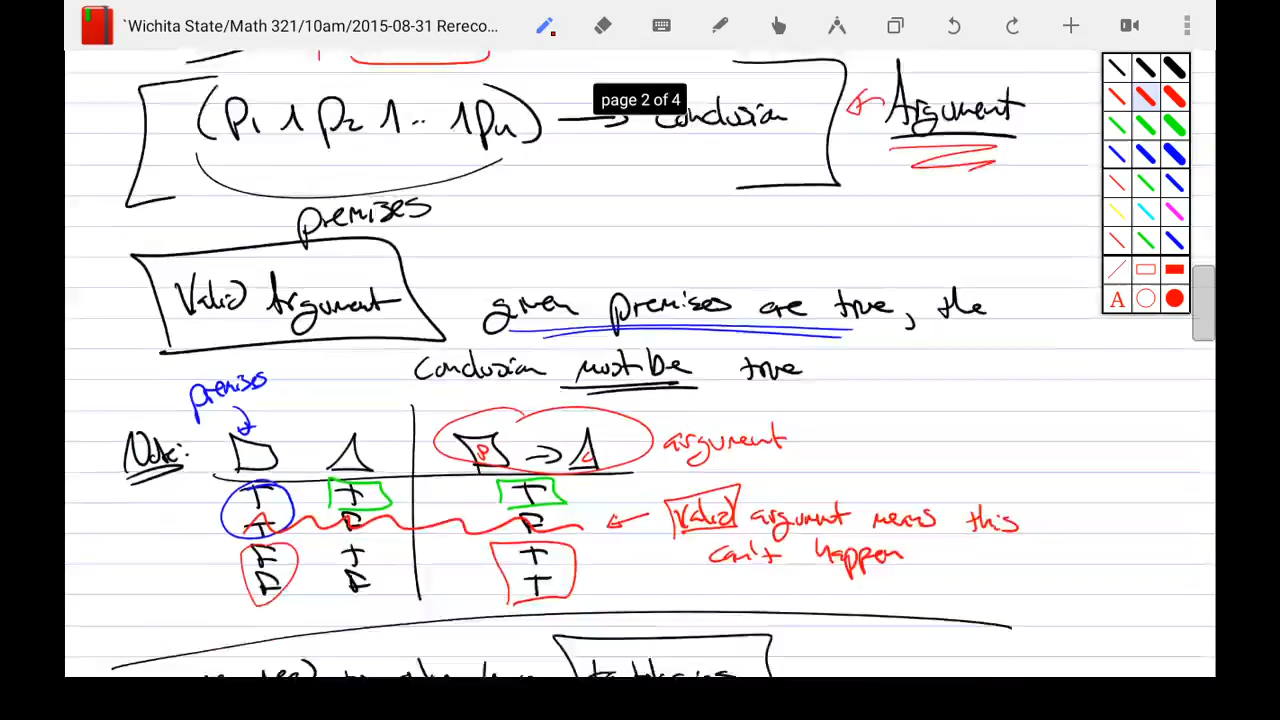 `Wichita State/Math 321/10am/2015-08-31 Rereco...
page 2 of 4
(P₁ ∧ P₂ ∧ ·· ∧ Pₙ) → Conclusion
Argument
premises
Valid Argument
given premises are true, the
conclusion must be true
premises
Note:
P → C
argument
T T T
T F F
F T T
F F T
Valid argument means this
can't happen
tautologies
A